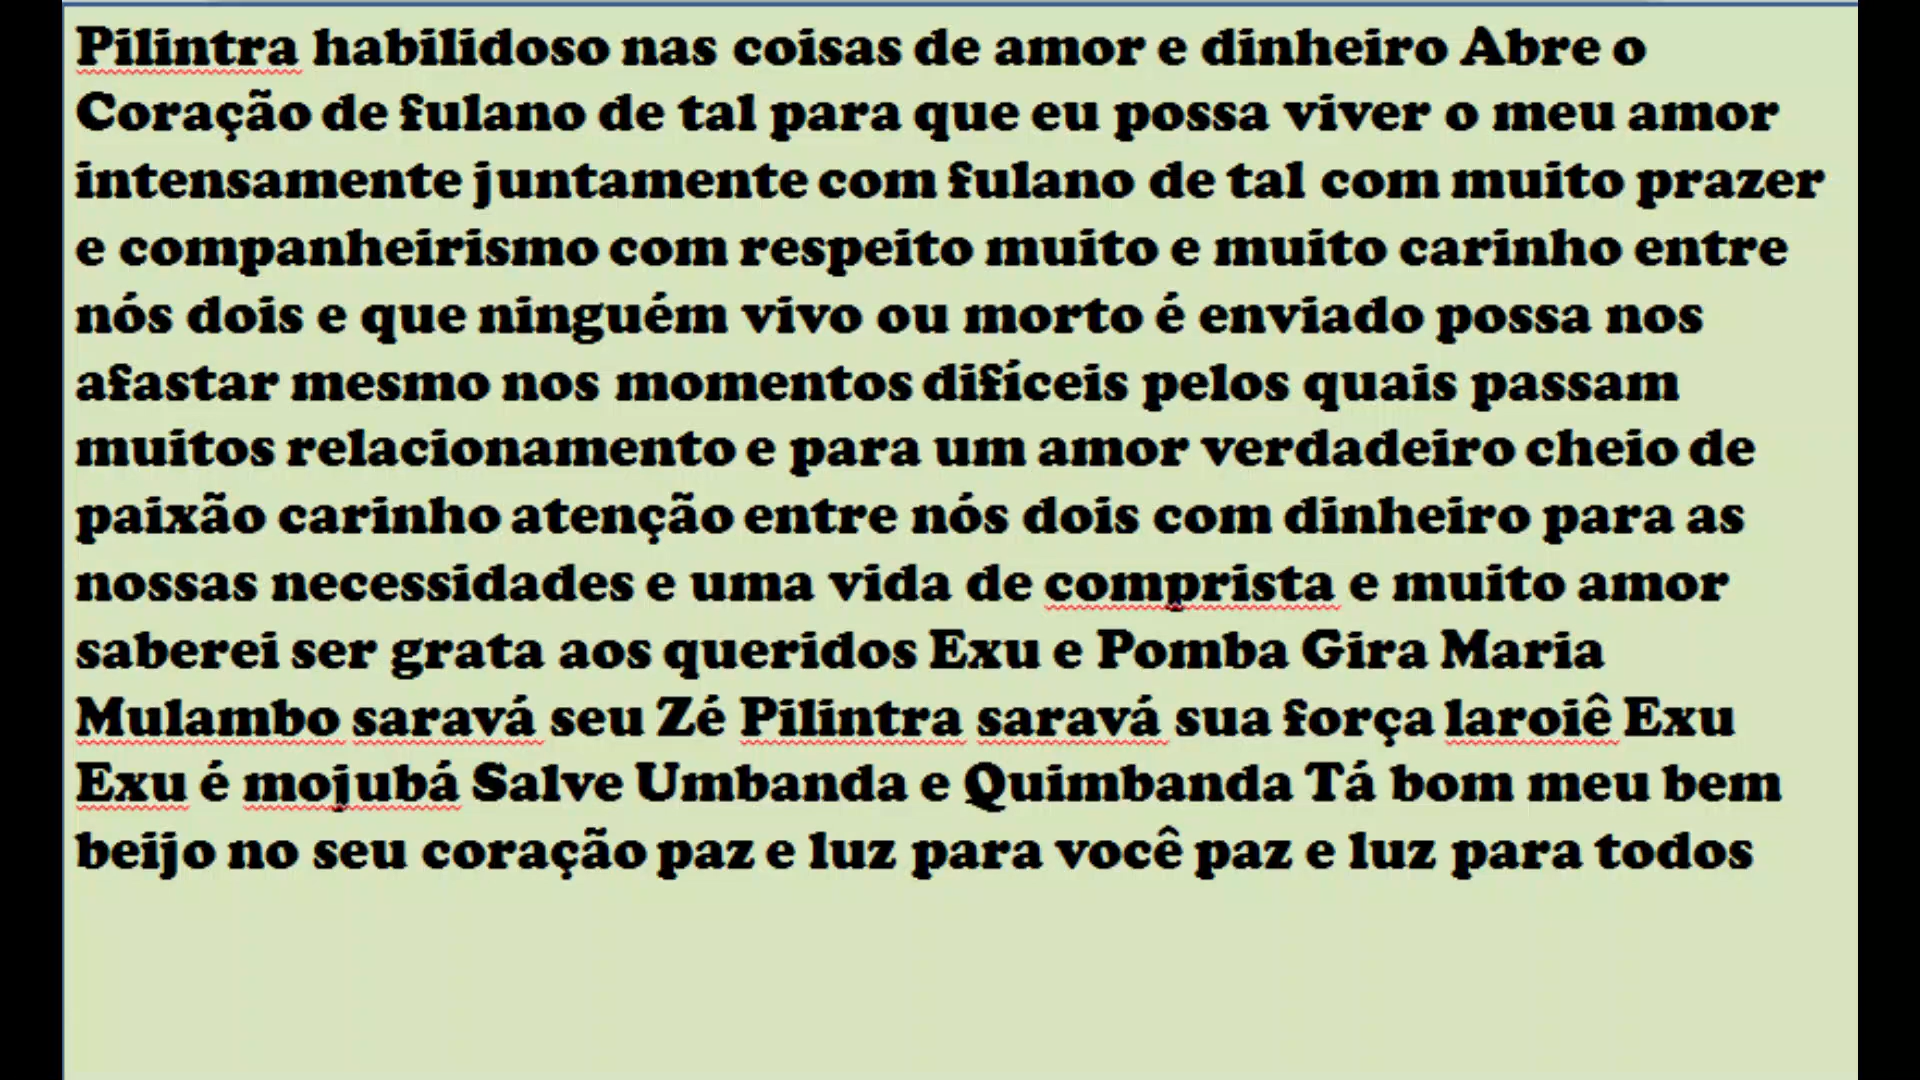 Pilintra habilidoso nas coisas de amor e dinheiro Abre o
Coração de fulano de tal para que eu possa viver o meu amor
intensamente juntamente com fulano de tal com muito prazer
e companheirismo com respeito muito e muito carinho entre
nós dois e que ninguém vivo ou morto é enviado possa nos
afastar mesmo nos momentos difíceis pelos quais passam
muitos relacionamento e para um amor verdadeiro cheio de
paixão carinho atenção entre nós dois com dinheiro para as
nossas necessidades e uma vida de comprista e muito amor
saberei ser grata aos queridos Exu e Pomba Gira Maria
Mulambo saravá seu Zé Pilintra saravá sua força laroiê Exu
Exu é mojubá Salve Umbanda e Quimbanda Tá bom meu bem
beijo no seu coração paz e luz para você paz e luz para todos